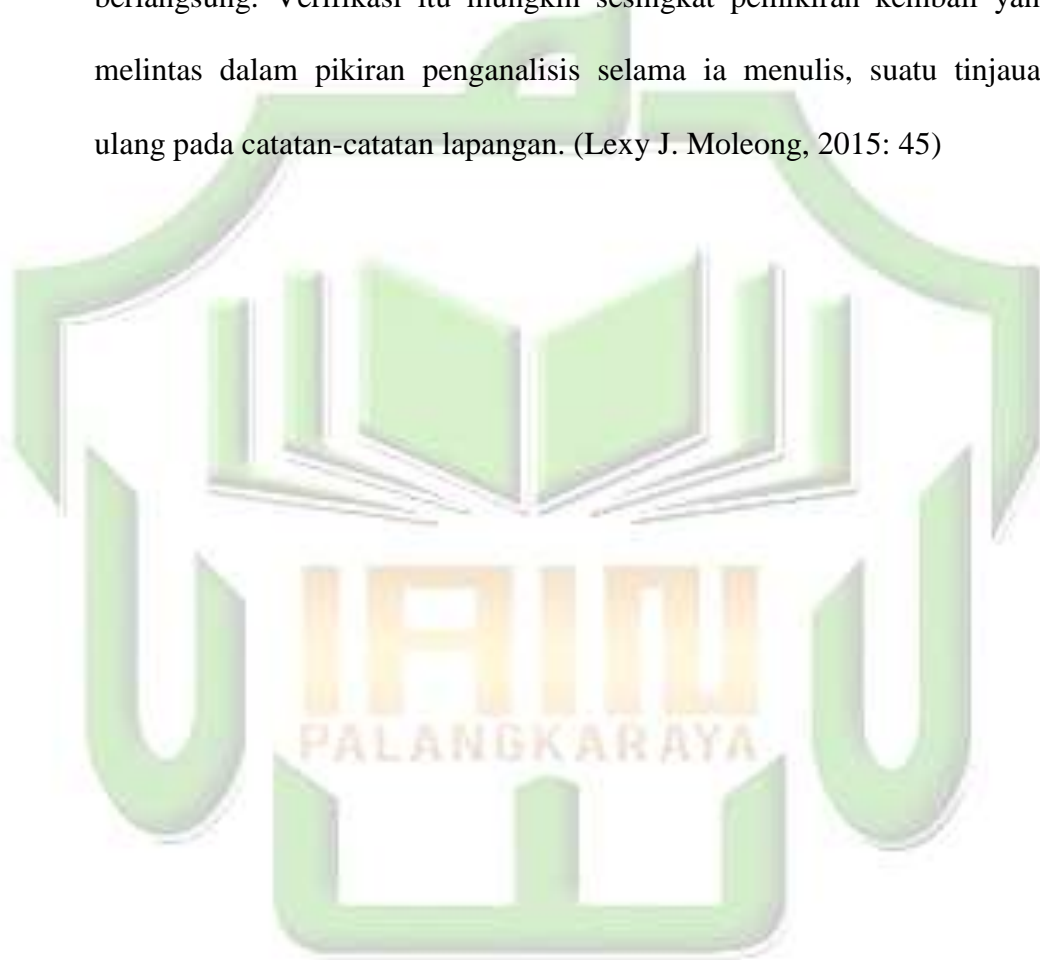 berlangsung. Verifikasi itu mungkin sesingkat pemikiran kembali yan
melintas dalam pikiran penganalisis selama ia menulis, suatu tinjaua
ulang pada catatan-catatan lapangan. (Lexy J. Moleong, 2015: 45)
IAIN
PALANGKARAYA